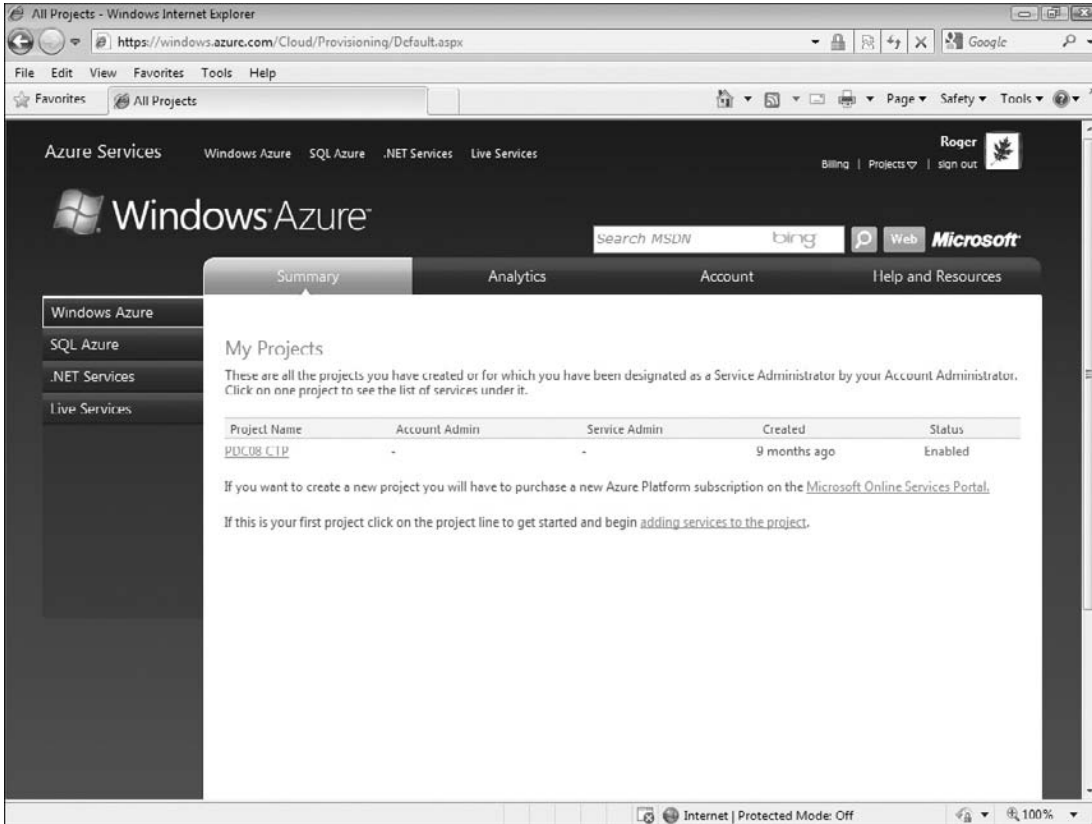 All Projects - Windows Internet Explorer
https://windows.azure.com/Cloud/Provisioning/Default.aspx
Google
File Edit View Favorites Tools Help
Favorites All Projects Page Safety Tools
Azure Services Windows Azure SQL Azure .NET Services Live Services
Roger
Billing | Projects | sign out
Windows Azure
Search MSDN bing Web Microsoft
Summary Analytics Account Help and Resources
Windows Azure
SQL Azure
.NET Services
Live Services
My Projects
These are all the projects you have created or for which you have been designated as a Service Administrator by your Account Administrator.
Click on one project to see the list of services under it.
Project Name Account Admin Service Admin Created Status
PDC08 CTP - - 9 months ago Enabled
If you want to create a new project you will have to purchase a new Azure Platform subscription on the Microsoft Online Services Portal.
If this is your first project click on the project line to get started and begin adding services to the project.
Internet | Protected Mode: Off 100%